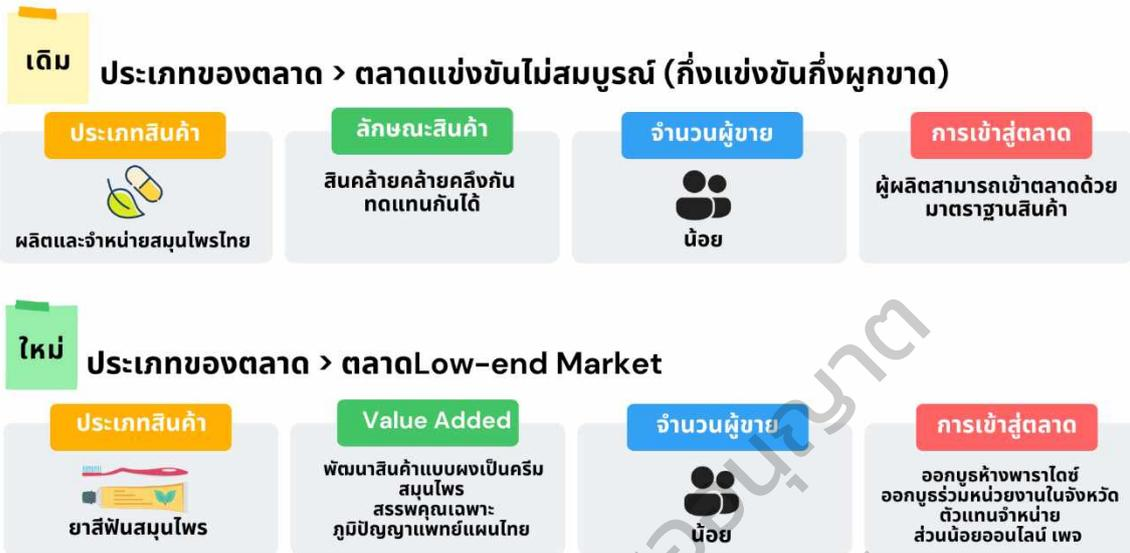 เดิม
ประเภทของตลาด > ตลาดแข่งขันไม่สมบูรณ์ (กึ่งแข่งขันกึ่งผูกขาด)
ประเภทสินค้า
ผลิตและจำหน่ายสมุนไพรไทย
ลักษณะสินค้า
สินคล้ายคล้ายคลึงกัน
ทดแทนกันได้
จำนวนผู้ขาย
น้อย
การเข้าสู่ตลาด
ผู้ผลิตสามารถเข้าตลาดด้วย
มาตราฐานสินค้า
ใหม่
ประเภทของตลาด > ตลาดLow-end Market
ประเภทสินค้า
ยาสีฟันสมุนไพร
Value Added
พัฒนาสินค้าแบบผงเป็นครีม
สมุนไพร
สรรพคุณเฉพาะ
ภูมิปัญญาแพทย์แผนไทย
จำนวนผู้ขาย
น้อย
การเข้าสู่ตลาด
ออกบูธห้างพาราไดซ์
ออกบูธร่วมหน่วยงานในจังหวัด
ตัวแทนจำหน่าย
ส่วนน้อยออนไลน์ เพจ